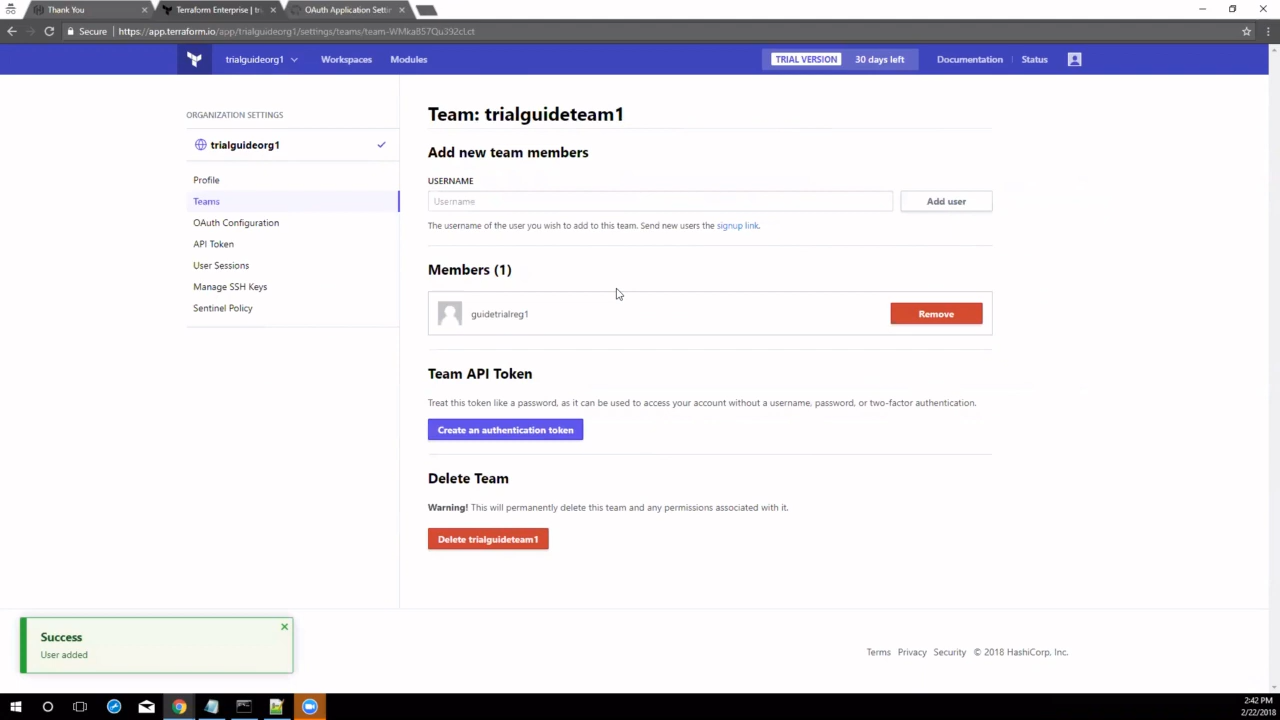 Thank You
Terraform Enterprise | tr
OAuth Application Setti
Secure https://app.terraform.io/app/trialguideorg1/settings/teams/team-WMka857Qu392cLct
trialguideorg1 Workspaces Modules TRIAL VERSION 30 days left Documentation Status
ORGANIZATION SETTINGS
trialguideorg1
Profile
Teams
OAuth Configuration
API Token
User Sessions
Manage SSH Keys
Sentinel Policy
Team: trialguideteam1
Add new team members
USERNAME
Username Add user
The username of the user you wish to add to this team. Send new users the signup link.
Members (1)
guidetrialreg1 Remove
Team API Token
Treat this token like a password, as it can be used to access your account without a username, password, or two-factor authentication.
Create an authentication token
Delete Team
Warning! This will permanently delete this team and any permissions associated with it.
Delete trialguideteam1
Success
User added
Terms Privacy Security © 2018 HashiCorp, Inc.
2:42 PM
2/22/2018